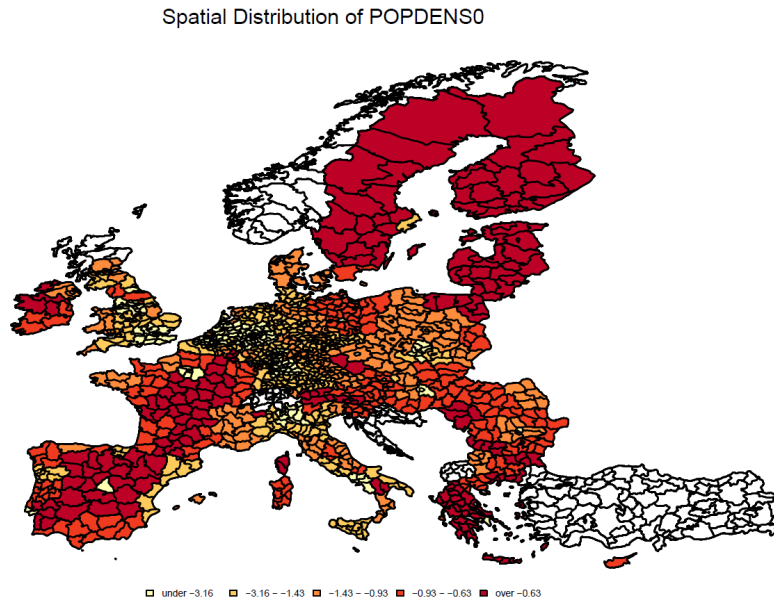 Spatial Distribution of POPDENS0
under −3.16 −3.16 − −1.43 −1.43 − −0.93 −0.93 − −0.63 over −0.63